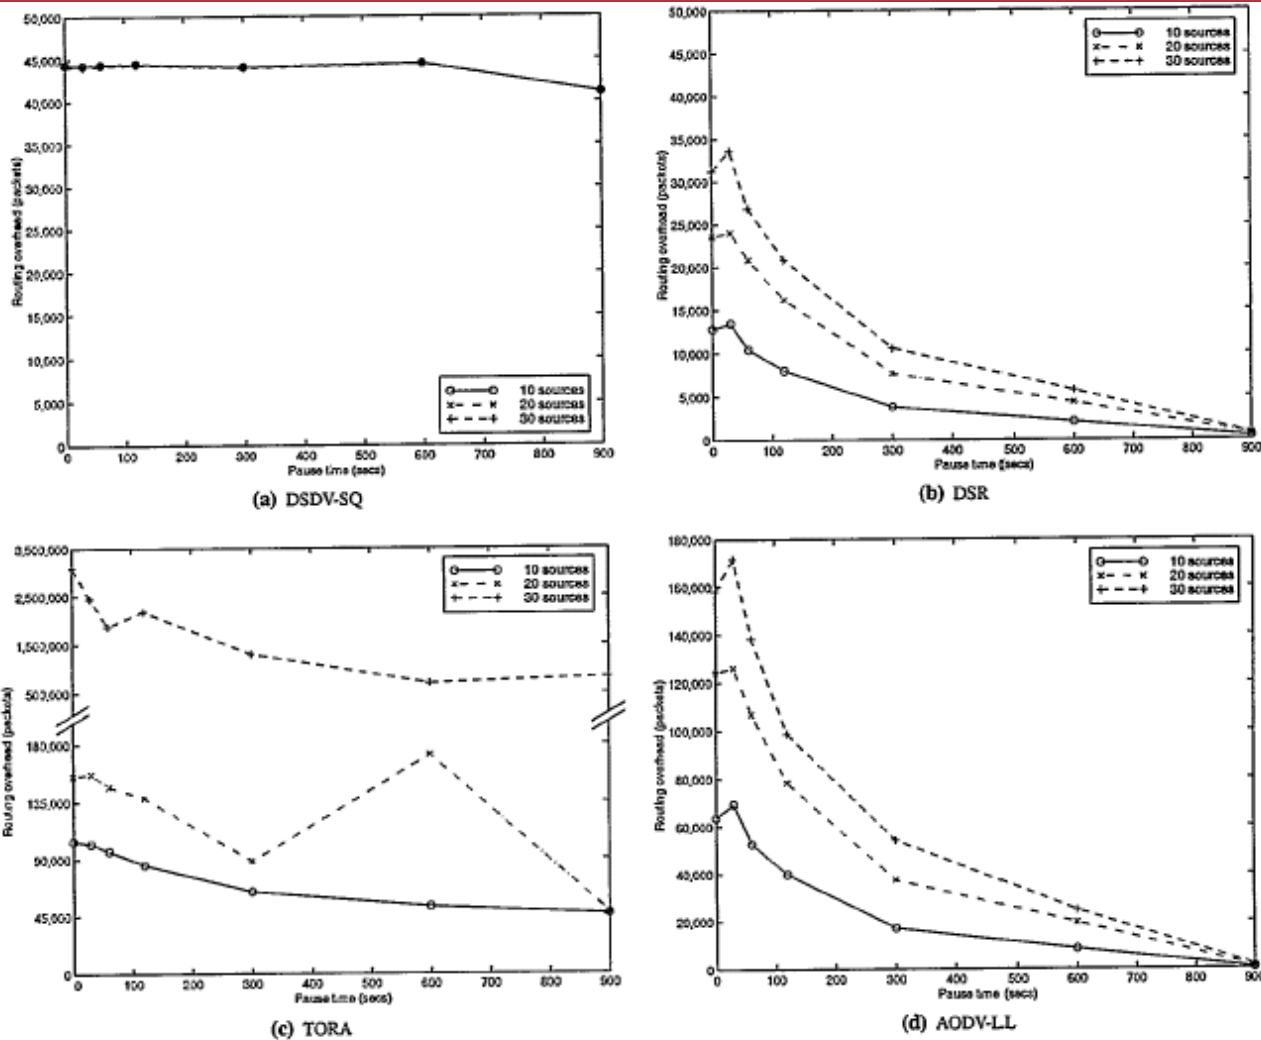 50,000
45,000
40,000
35,000
30,000
25,000
20,000
15,000
10,000
5,000
0
Routing overhead (packets)
10 sources
20 sources
30 sources
0 100 200 300 400 500 600 700 800 900
Pause time (secs)
(a) DSDV-SQ
50,000
45,000
40,000
35,000
30,000
25,000
20,000
15,000
10,000
5,000
0
Routing overhead (packets)
10 sources
20 sources
30 sources
0 100 200 300 400 500 600 700 800 900
Pause time (secs)
(b) DSR
3,500,000
2,500,000
1,500,000
500,000
180,000
135,000
90,000
45,000
0
Routing overhead (packets)
10 sources
20 sources
30 sources
0 100 200 300 400 500 600 700 800 900
Pause time (secs)
(c) TORA
180,000
160,000
140,000
120,000
100,000
80,000
60,000
40,000
20,000
0
Routing overhead (packets)
10 sources
20 sources
30 sources
0 100 200 300 400 500 600 700 800 900
Pause time (secs)
(d) AODV-LL